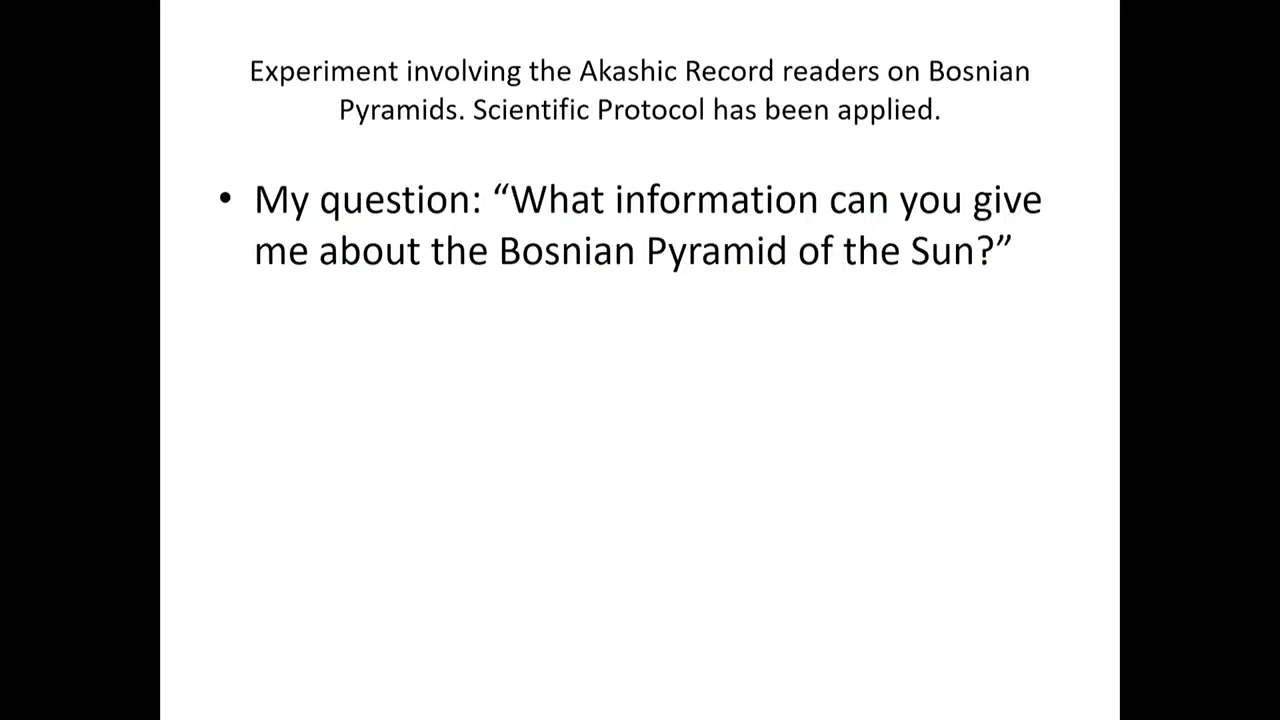 Experiment involving the Akashic Record readers on Bosnian
Pyramids. Scientific Protocol has been applied.
• My question: “What information can you give
me about the Bosnian Pyramid of the Sun?”